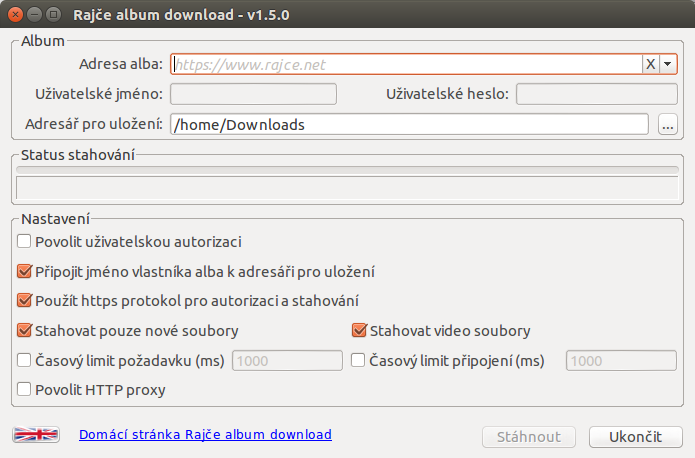 Rajče album download - v1.5.0
Album
Adresa alba: https://www.rajce.net X
Uživatelské jméno: Uživatelské heslo:
Adresář pro uložení: /home/Downloads ...
Status stahování
Nastavení
Povolit uživatelskou autorizaci
Připojit jméno vlastníka alba k adresáři pro uložení
Použít https protokol pro autorizaci a stahování
Stahovat pouze nové soubory Stahovat video soubory
Časový limit požadavku (ms) 1000 Časový limit připojení (ms) 1000
Povolit HTTP proxy
Domácí stránka Rajče album download Stáhnout Ukončit